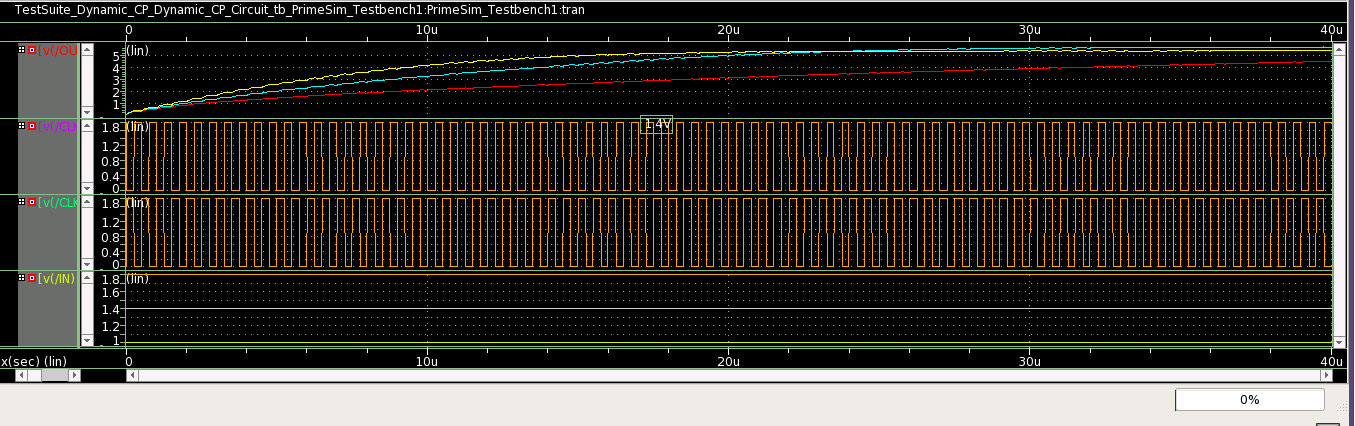 TestSuite_Dynamic_CP_Dynamic_CP_Circuit_tb_PrimeSim_Testbench1:PrimeSim_Testbench1:tran
0 10u 20u 30u 40u
[v(/OU (lin)
5
4
3
2
1
[v(/CL (lin)
1.8
1.4V
1.2
0.8
0.4
0
[v(/CLK (lin)
1.8
1.2
0.8
0.4
0
[v(/IN) (lin)
1.8
1.6
1.4
1.2
1
x(sec) (lin) 0 10u 20u 30u 40u
0%